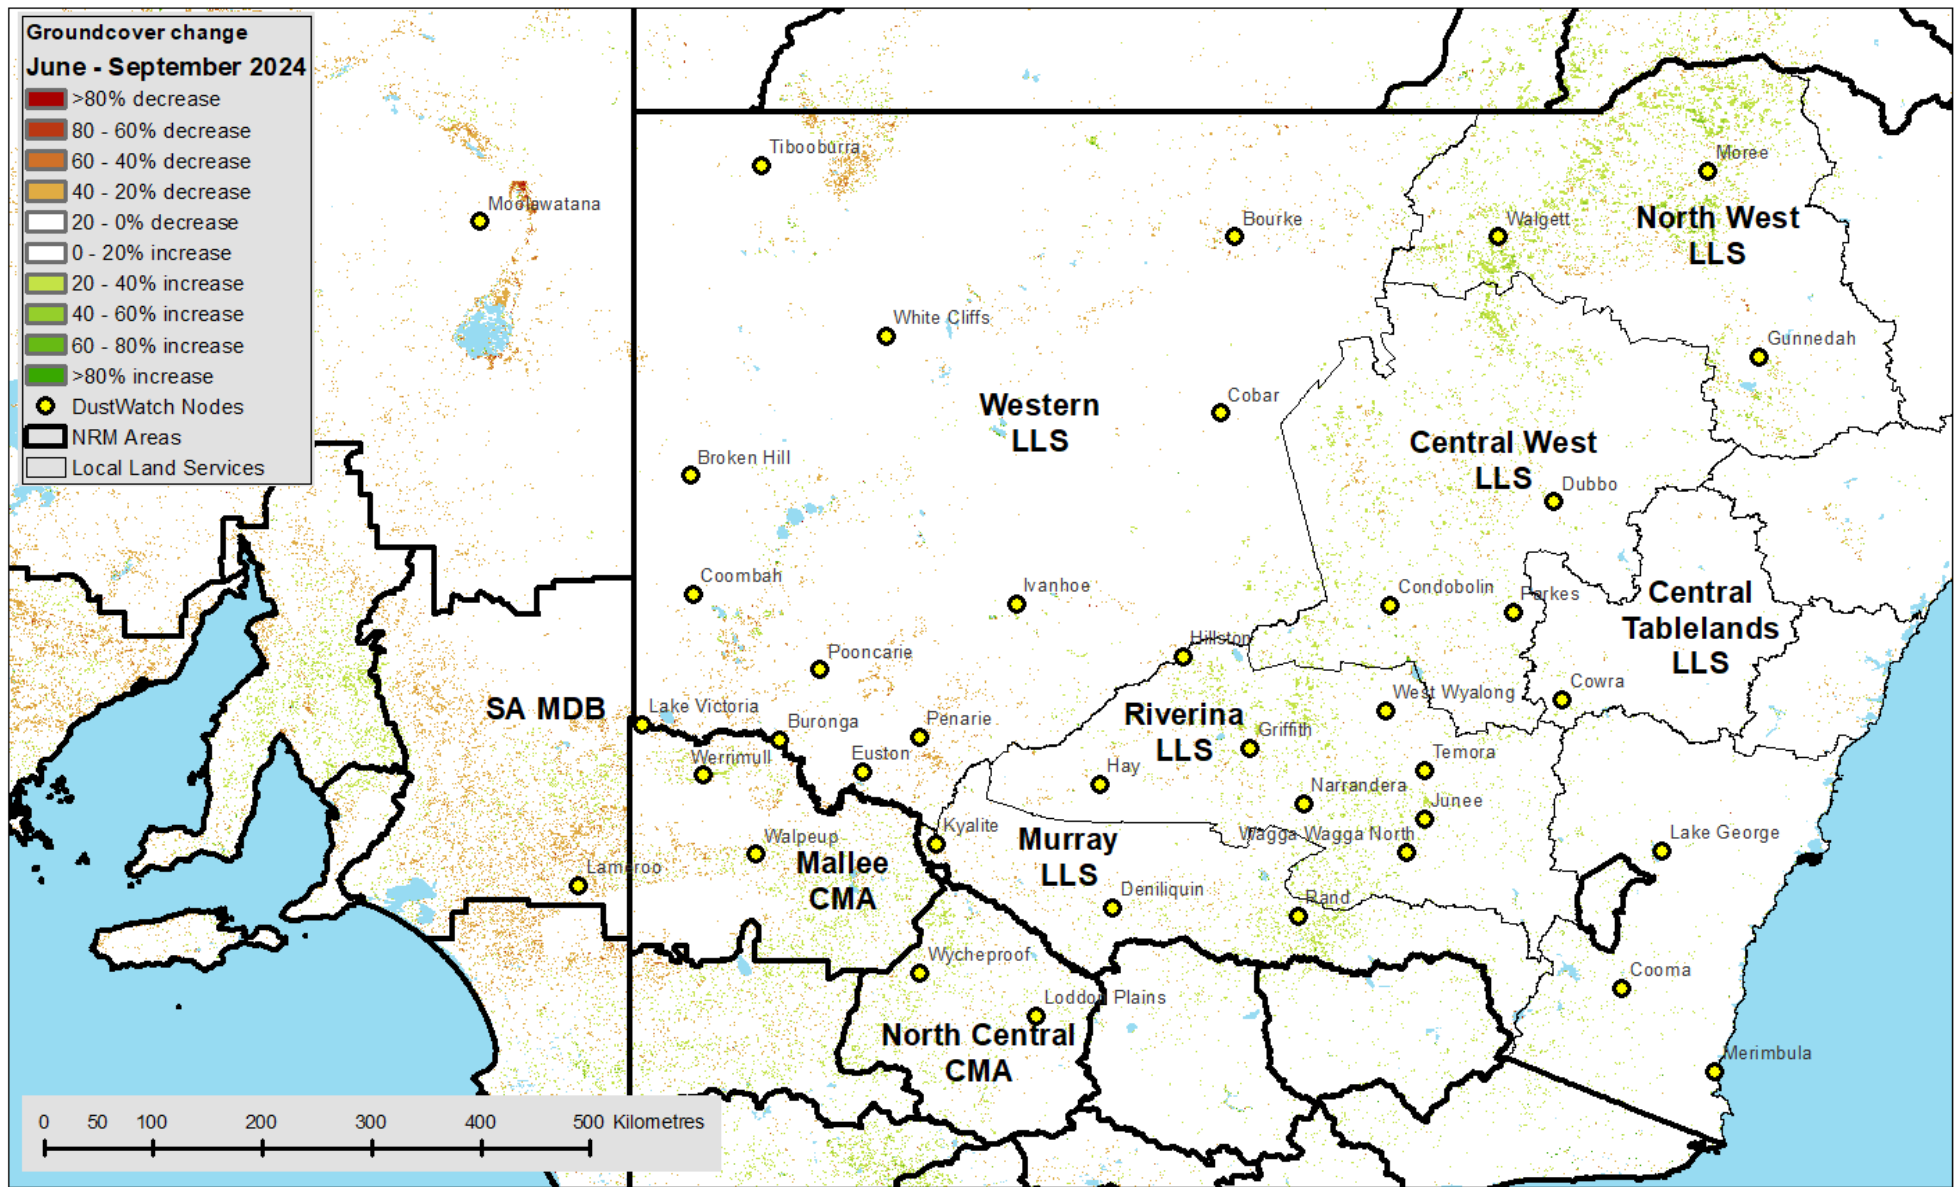 Groundcover change
June - September 2024
>80% decrease
80 - 60% decrease
60 - 40% decrease
40 - 20% decrease
20 - 0% decrease
0 - 20% increase
20 - 40% increase
40 - 60% increase
60 - 80% increase
>80% increase
DustWatch Nodes
NRM Areas
Local Land Services
Tibooburra
Moree
Moolawatana
Bourke
Walgett
North West
LLS
White Cliffs
Gunnedah
Western
LLS
Cobar
Central West
LLS
Broken Hill
Dubbo
Coombah
Ivanhoe
Condobolin
Parkes
Central
Tablelands
LLS
Hillston
Pooncarie
SA MDB
Lake Victoria
Buronga
Penarie
Riverina
LLS
West Wyalong
Cowra
Griffith
Werrimull
Euston
Hay
Temora
Narrandera
Junee
Kyalite
Walpeup
Mallee
CMA
Murray
LLS
Wagga Wagga North
Lake George
Lameroo
Deniliquin
Rand
Wycheproof
Cooma
Loddon Plains
North Central
CMA
Merimbula
0 50 100 200 300 400 500 Kilometres